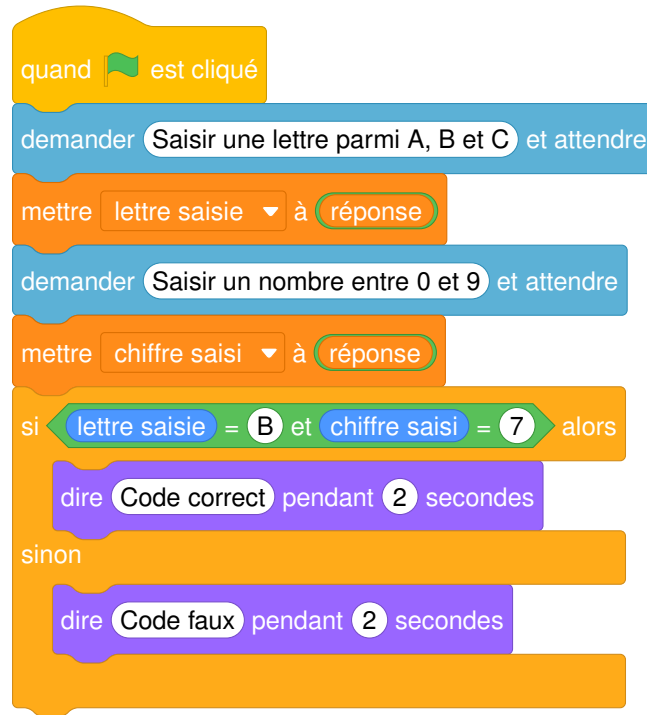 quand est cliqué
demander Saisir une lettre parmi A, B et C et attendre
mettre lettre saisie à réponse
demander Saisir un nombre entre 0 et 9 et attendre
mettre chiffre saisi à réponse
si lettre saisie = B et chiffre saisi = 7 alors
dire Code correct pendant 2 secondes
sinon
dire Code faux pendant 2 secondes